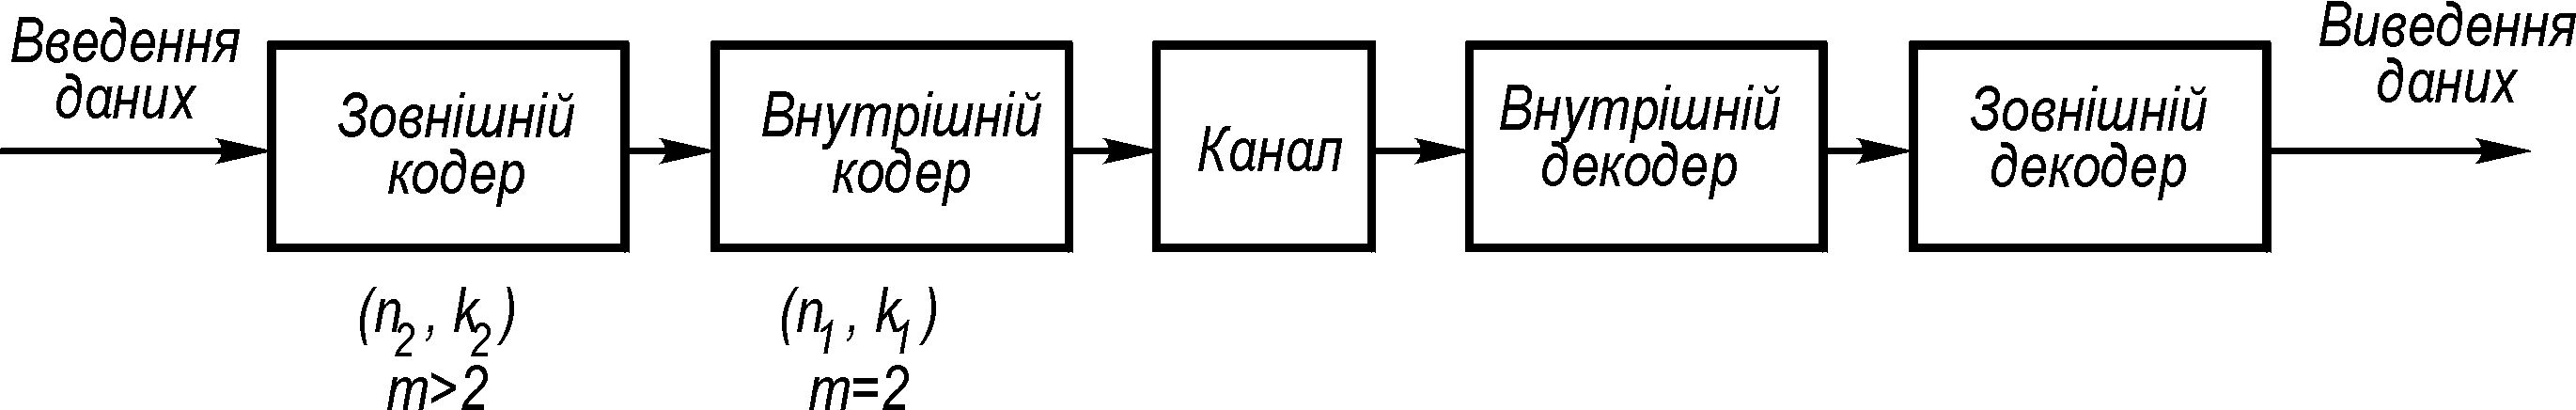 Введення
даних
Зовнішній
кодер
(n2, k2)
m>2
Внутрішній
кодер
(n1, k1)
m=2
Канал
Внутрішній
декодер
Зовнішній
декодер
Виведення
даних